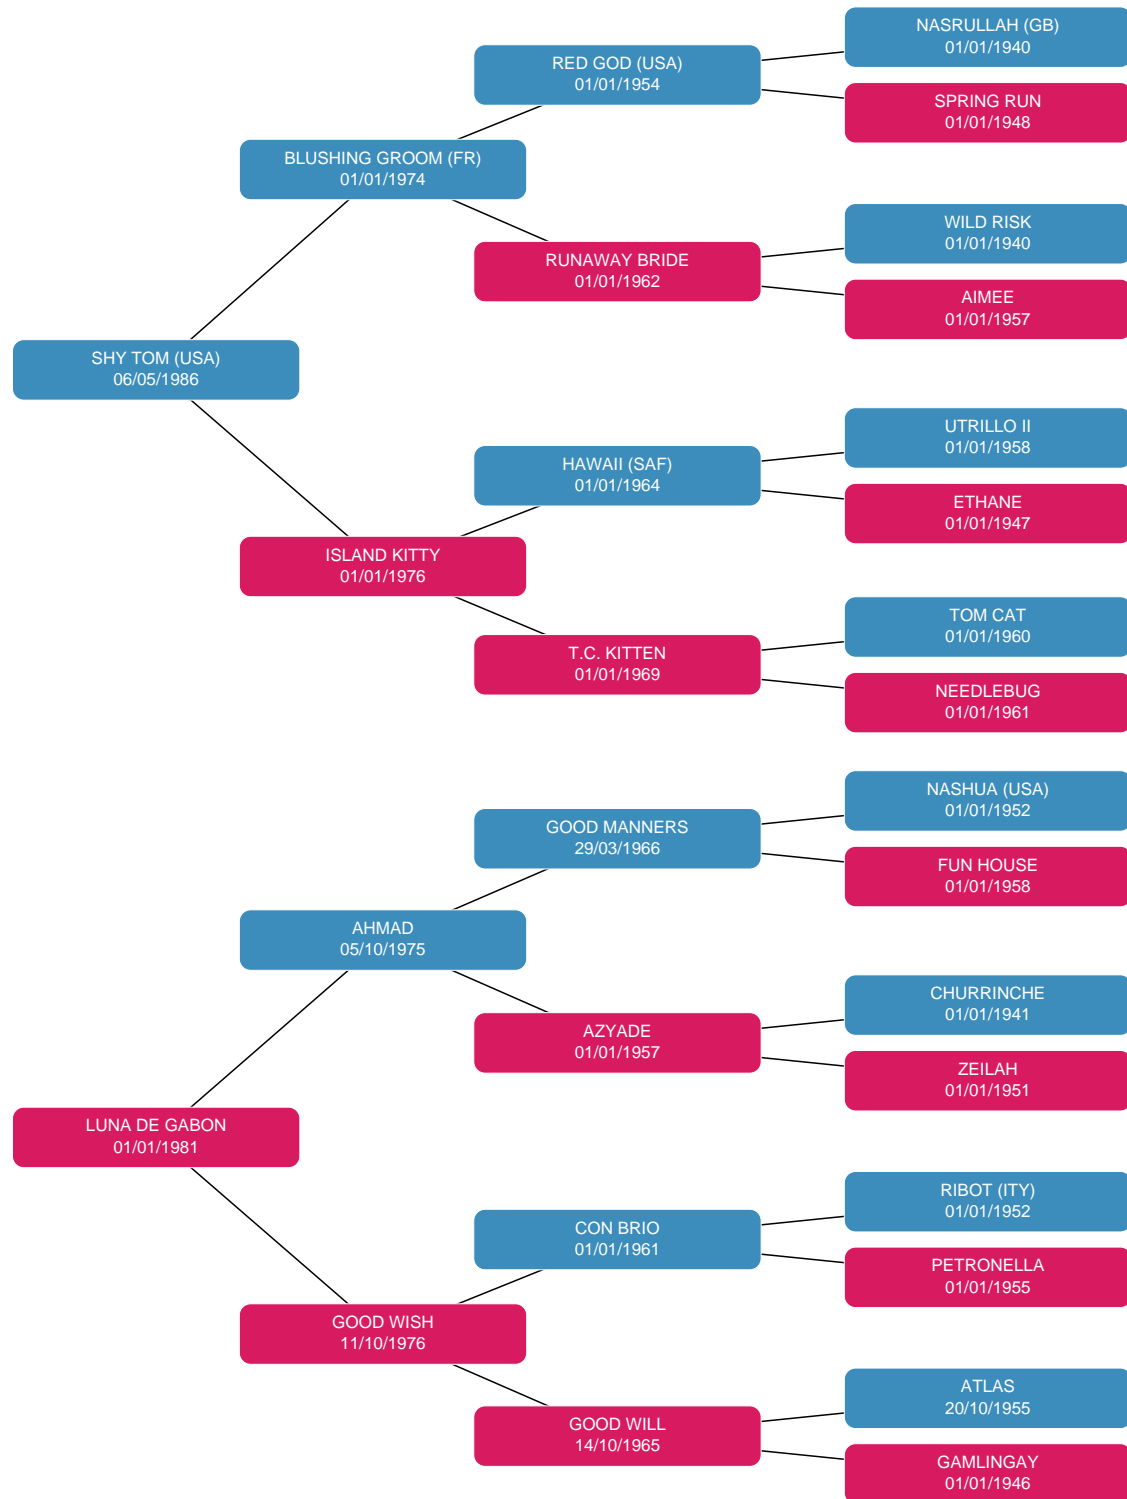 NASRULLAH (GB)
01/01/1940
RED GOD (USA)
01/01/1954
SPRING RUN
01/01/1948
BLUSHING GROOM (FR)
01/01/1974
WILD RISK
01/01/1940
RUNAWAY BRIDE
01/01/1962
AIMEE
01/01/1957
SHY TOM (USA)
06/05/1986
UTRILLO II
01/01/1958
HAWAII (SAF)
01/01/1964
ETHANE
01/01/1947
ISLAND KITTY
01/01/1976
TOM CAT
01/01/1960
T.C. KITTEN
01/01/1969
NEEDLEBUG
01/01/1961
NASHUA (USA)
01/01/1952
GOOD MANNERS
29/03/1966
FUN HOUSE
01/01/1958
AHMAD
05/10/1975
CHURRINCHE
01/01/1941
AZYADE
01/01/1957
ZEILAH
01/01/1951
LUNA DE GABON
01/01/1981
RIBOT (ITY)
01/01/1952
CON BRIO
01/01/1961
PETRONELLA
01/01/1955
GOOD WISH
11/10/1976
ATLAS
20/10/1955
GOOD WILL
14/10/1965
GAMLINGAY
01/01/1946